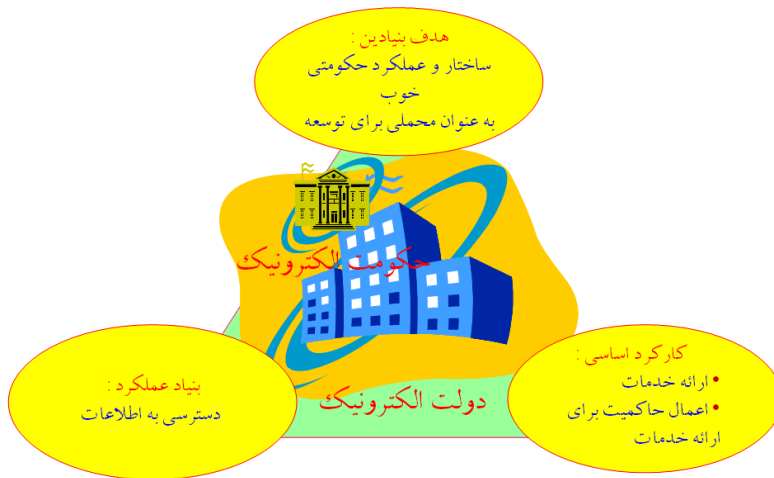 هدف بنیادین :
ساختار و عملکرد حکومتی
خوب
به عنوان محملی برای توسعه
حکومت الکترونیک
کارکرد اساسی :
• ارائه خدمات
• اعمال حاکمیت برای
ارائه خدمات
بنیاد عملکرد :
دسترسی به اطلاعات
دولت الکترونیک